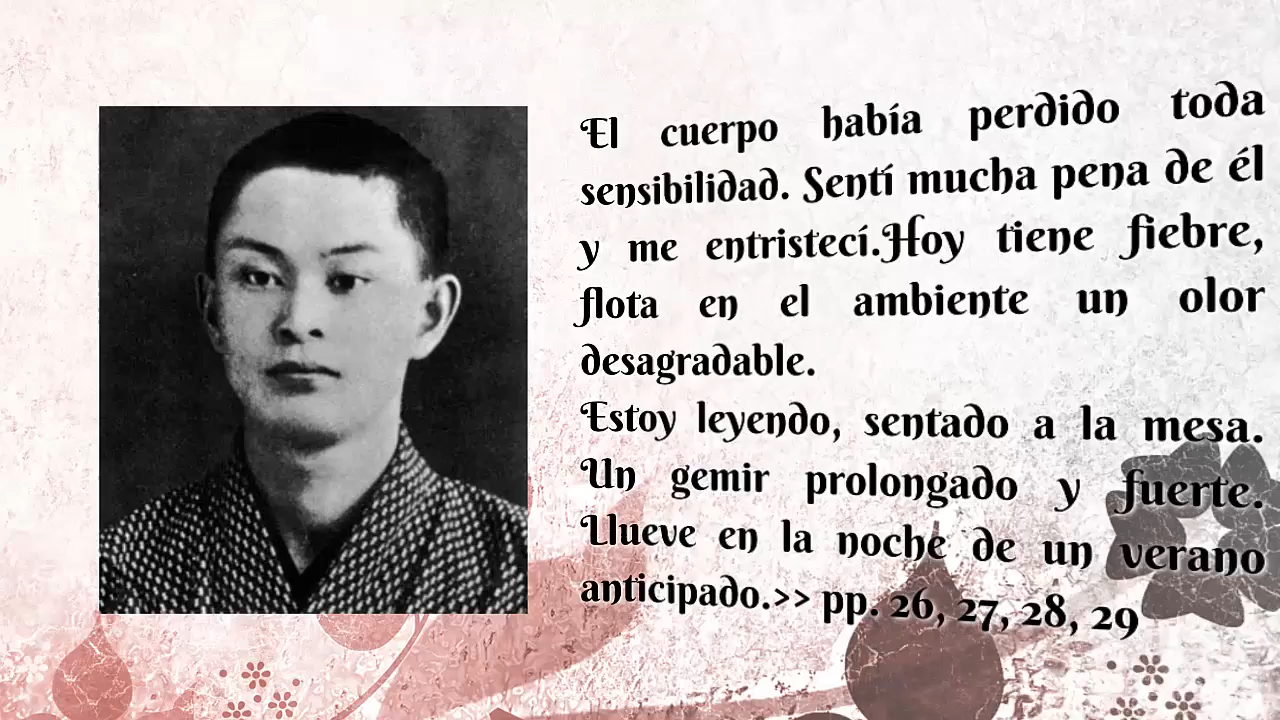 El cuerpo había perdido toda
sensibilidad. Sentí mucha pena de él
y me entristecí.Hoy tiene fiebre,
flota en el ambiente un olor
desagradable.
Estoy leyendo, sentado a la mesa.
Un gemir prolongado y fuerte.
Llueve en la noche de un verano
anticipado.>> pp. 26, 27, 28, 29